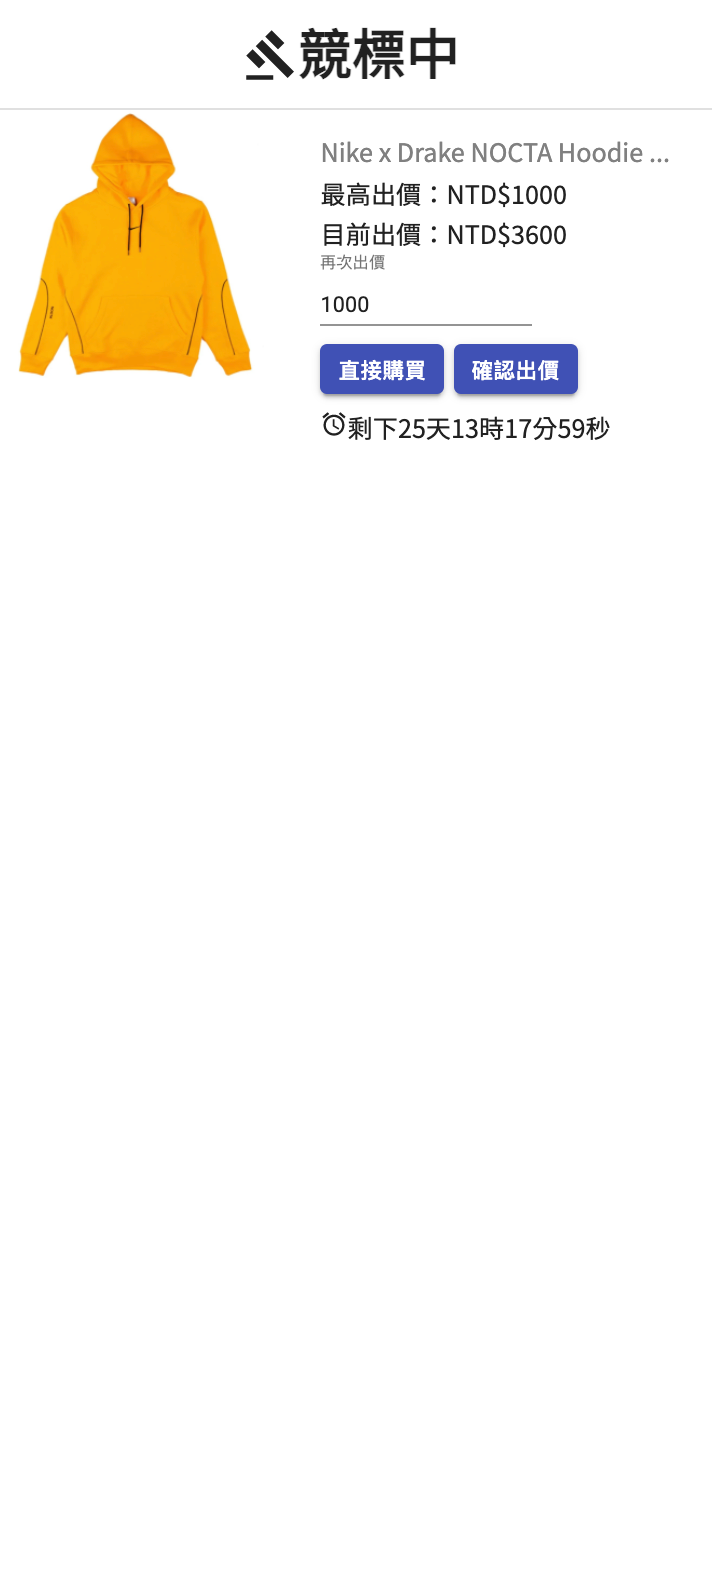 競標中
Nike x Drake NOCTA Hoodie ...
最高出價：NTD$1000
目前出價：NTD$3600
再次出價
1000
直接購買 確認出價
剩下25天13時17分59秒